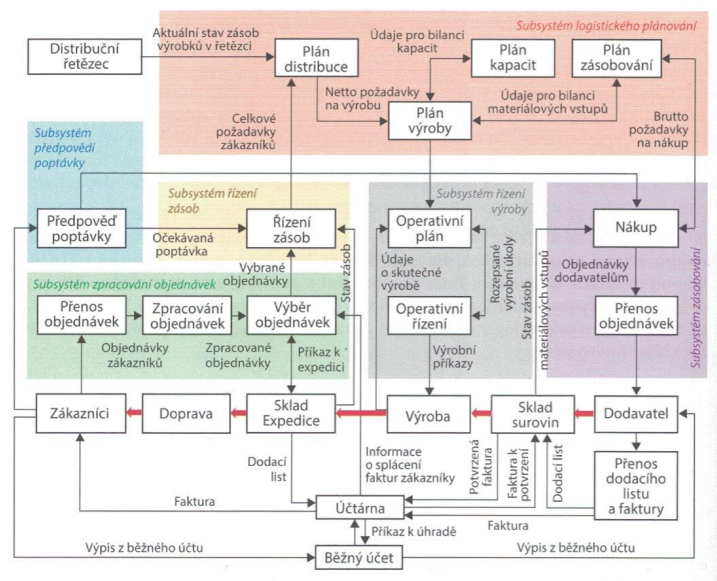 Subsystém logistického plánování
Distribuční
řetězec
Aktuální stav zásob
výrobků v řetězci
Plán
distribuce
Údaje pro bilanci
kapacit
Plán
kapacit
Plán
zásobování
Netto požadavky
na výrobu
Plán
výroby
Údaje pro bilanci
materiálových vstupů
Celkové
požadavky
zákazníků
Brutto
požadavky
na nákup
Subsystém
předpovědí
poptávky
Subsystém řízení
zásob
Subsystém řízení
výroby
Předpověď
poptávky
Očekávaná
poptávka
Řízení
zásob
Operativní
plán
Nákup
Vybrané
objednávky
Stav zásob
Údaje
o skutečné
výrobě
Rozepsané
výrobní úkoly
Stav zásob
materiálových vstupů
Objednávky
dodavatelům
Subsystém zásobování
Subsystém zpracování objednávek
Přenos
objednávek
Zpracování
objednávek
Výběr
objednávek
Operativní
řízení
Přenos
objednávek
Objednávky
zákazníků
Zpracované
objednávky
Příkaz k
expedici
Výrobní
příkazy
Zákazníci
Doprava
Sklad
Expedice
Výroba
Sklad
surovin
Dodavatel
Dodací
list
Informace
o splácení
faktur zákazníky
Potvrzená
faktura
Faktura k
potvrzení
Dodací list
Přenos
dodacího
listu
a faktury
Faktura
Účtárna
Faktura
Příkaz k úhradě
Výpis z běžného účtu
Běžný účet
Výpis z běžného účtu